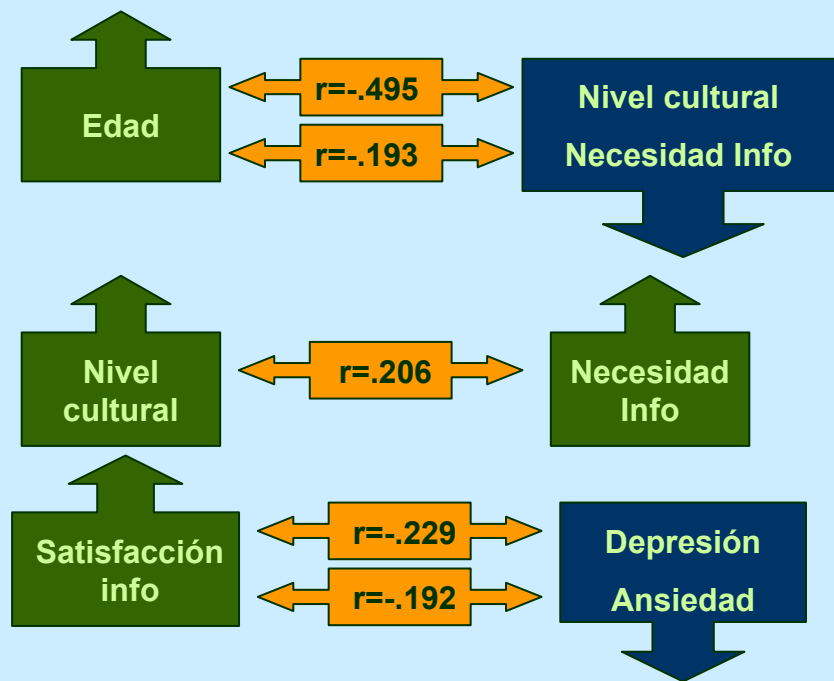 Edad
r=-.495
r=-.193
Nivel cultural
Necesidad Info
Nivel
cultural
r=.206
Necesidad
Info
Satisfacción
info
r=-.229
r=-.192
Depresión
Ansiedad